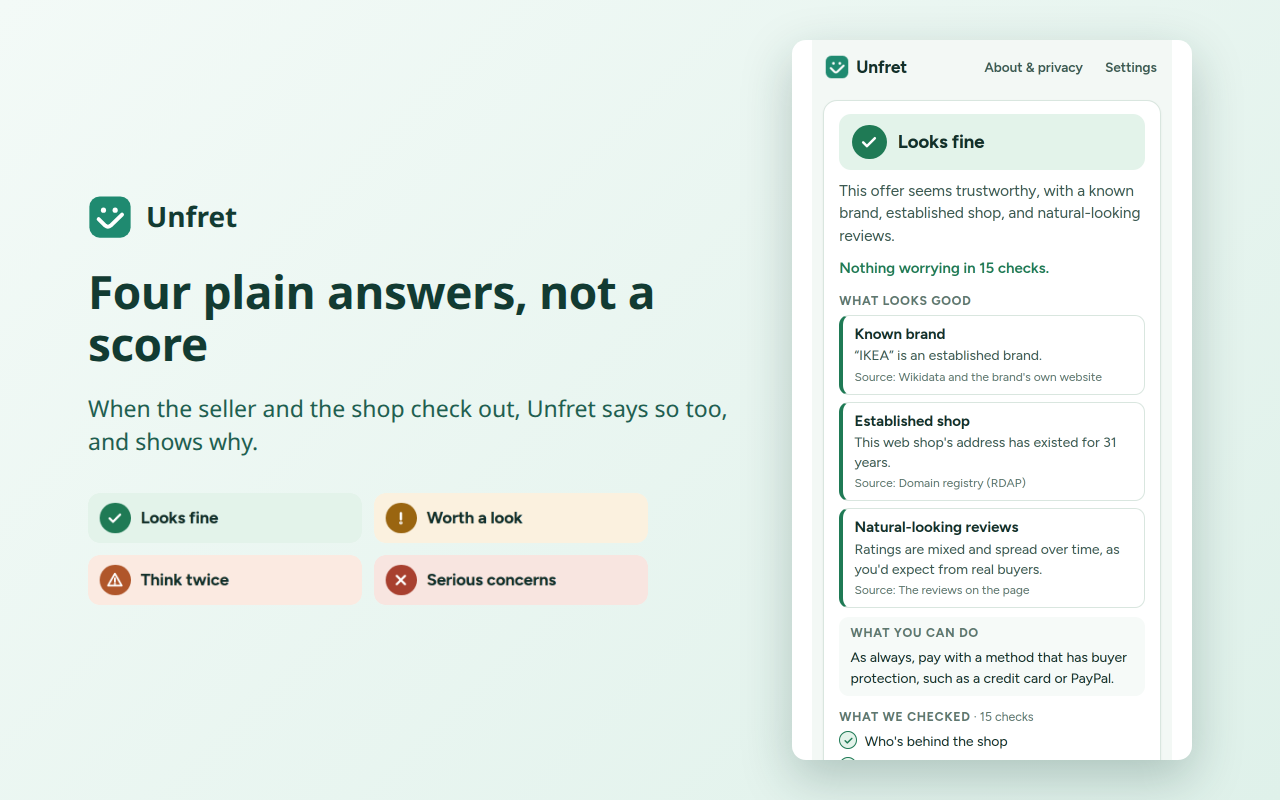 Unfret
Four plain answers, not a
score
When the seller and the shop check out, Unfret says so too,
and shows why.
Looks fine
Worth a look
Think twice
Serious concerns
Unfret
About & privacy
Settings
Looks fine
This offer seems trustworthy, with a known
brand, established shop, and natural-looking
reviews.
Nothing worrying in 15 checks.
WHAT LOOKS GOOD
Known brand
“IKEA” is an established brand.
Source: Wikidata and the brand's own website
Established shop
This web shop's address has existed for 31
years.
Source: Domain registry (RDAP)
Natural-looking reviews
Ratings are mixed and spread over time, as
you'd expect from real buyers.
Source: The reviews on the page
WHAT YOU CAN DO
As always, pay with a method that has buyer
protection, such as a credit card or PayPal.
WHAT WE CHECKED · 15 checks
Who's behind the shop